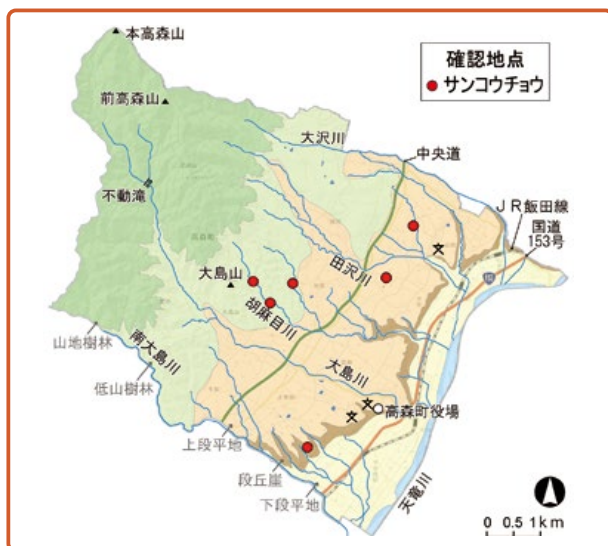 本高森山
前高森山
確認地点
サンコウチョウ
大沢川
中央道
不動滝
JR飯田線
国道
153号
田沢川
大島山
胡麻目川
山地樹林
南大島川
低山樹林
大島川
高森町役場
上段平地
段丘崖
下段平地
天竜川
0 0.5 1km